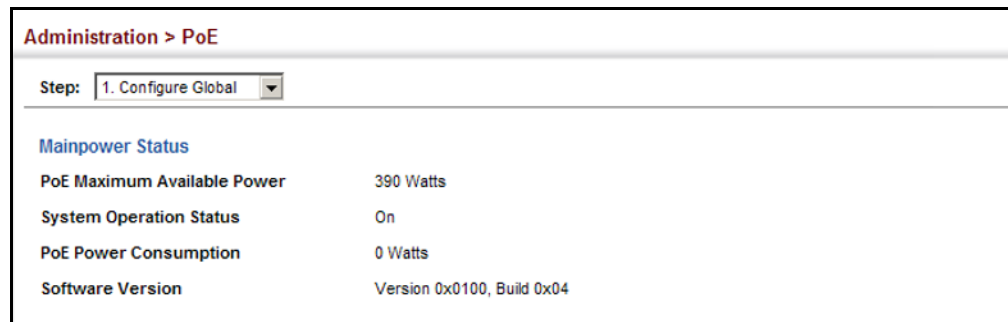 Administration > PoE
Step: 1. Configure Global
Mainpower Status
PoE Maximum Available Power 390 Watts
System Operation Status On
PoE Power Consumption 0 Watts
Software Version Version 0x0100, Build 0x04